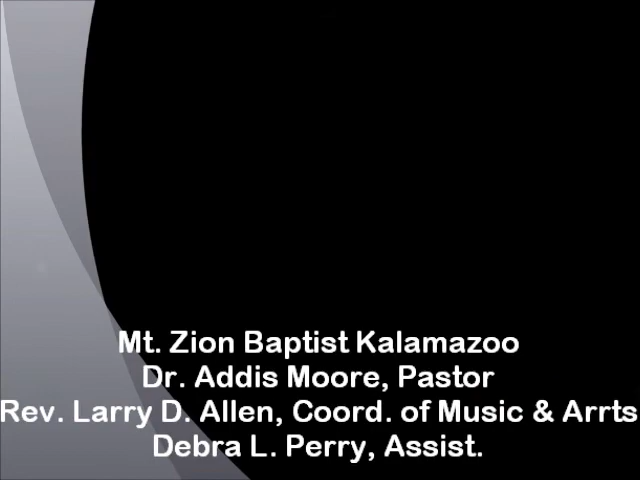 Mt. Zion Baptist Kalamazoo
Dr. Addis Moore, Pastor
Rev. Larry D. Allen, Coord. of Music & Arrts
Debra L. Perry, Assist.